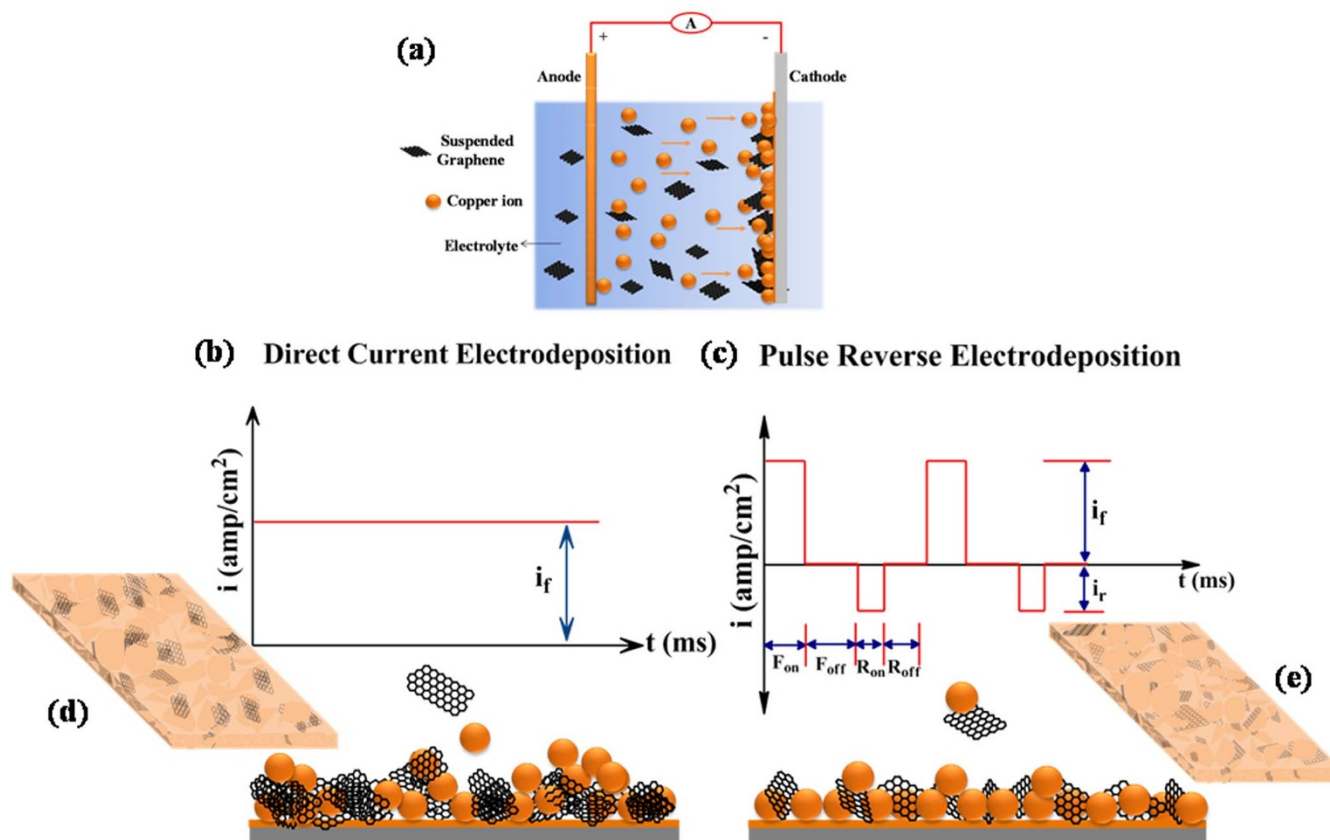 (a)
A
+
-
Anode
Cathode
Suspended
Graphene
Copper ion
Electrolyte
(b) Direct Current Electrodeposition
(c) Pulse Reverse Electrodeposition
i (amp/cm²)
i_f
t (ms)
i (amp/cm²)
i_f
i_r
t (ms)
F_on F_off R_on R_off
(d)
(e)